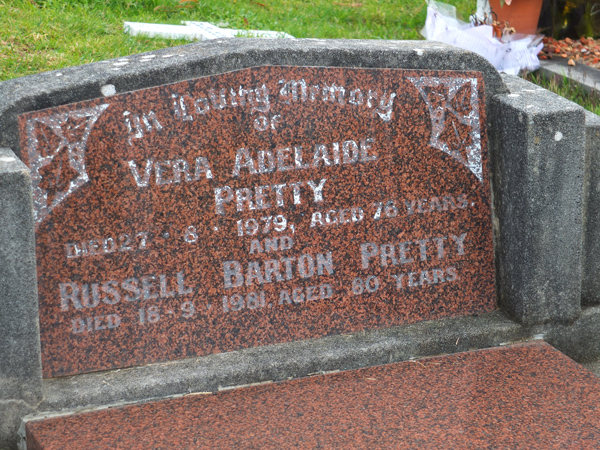 In Loving Memory
OF
VERA ADELAIDE
PRETTY
DIED 27 · 8 · 1979, AGED 76 YEARS.
AND
RUSSELL BARTON PRETTY
DIED 18 - 9 - 1981 AGED 80 YEARS